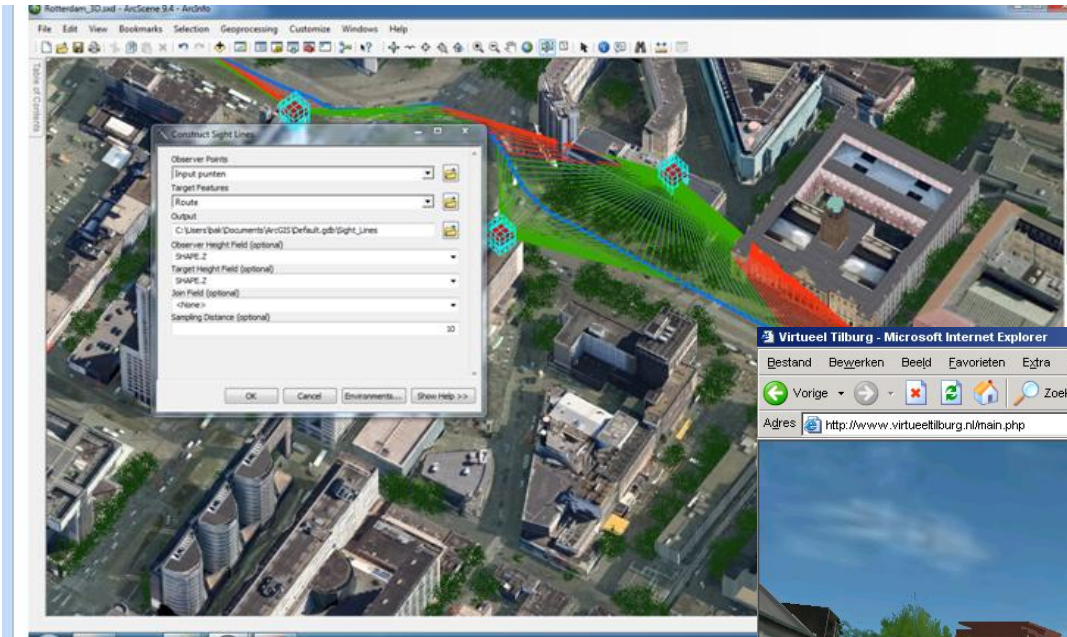 Rotterdam_3D.sxd - ArcScene 9.4 - ArcInfo
File Edit View Bookmarks Selection Geoprocessing Customize Windows Help
Table of Contents
Construct Sight Lines
Observer Points
Input punten
Target Features
Route
Output
C:\Users\bak\Documents\ArcGIS\Default.gdb\Sight_Lines
Observer Height Field (optional)
SHAPE.Z
Target Height Field (optional)
SHAPE.Z
Join Field (optional)
<None>
Sampling Distance (optional)
10
OK Cancel Environments... Show Help >>
Virtueel Tilburg - Microsoft Internet Explorer
Bestand Bewerken Beeld Favorieten Extra
Vorige Zoek
Adres http://www.virtueeltilburg.nl/main.php